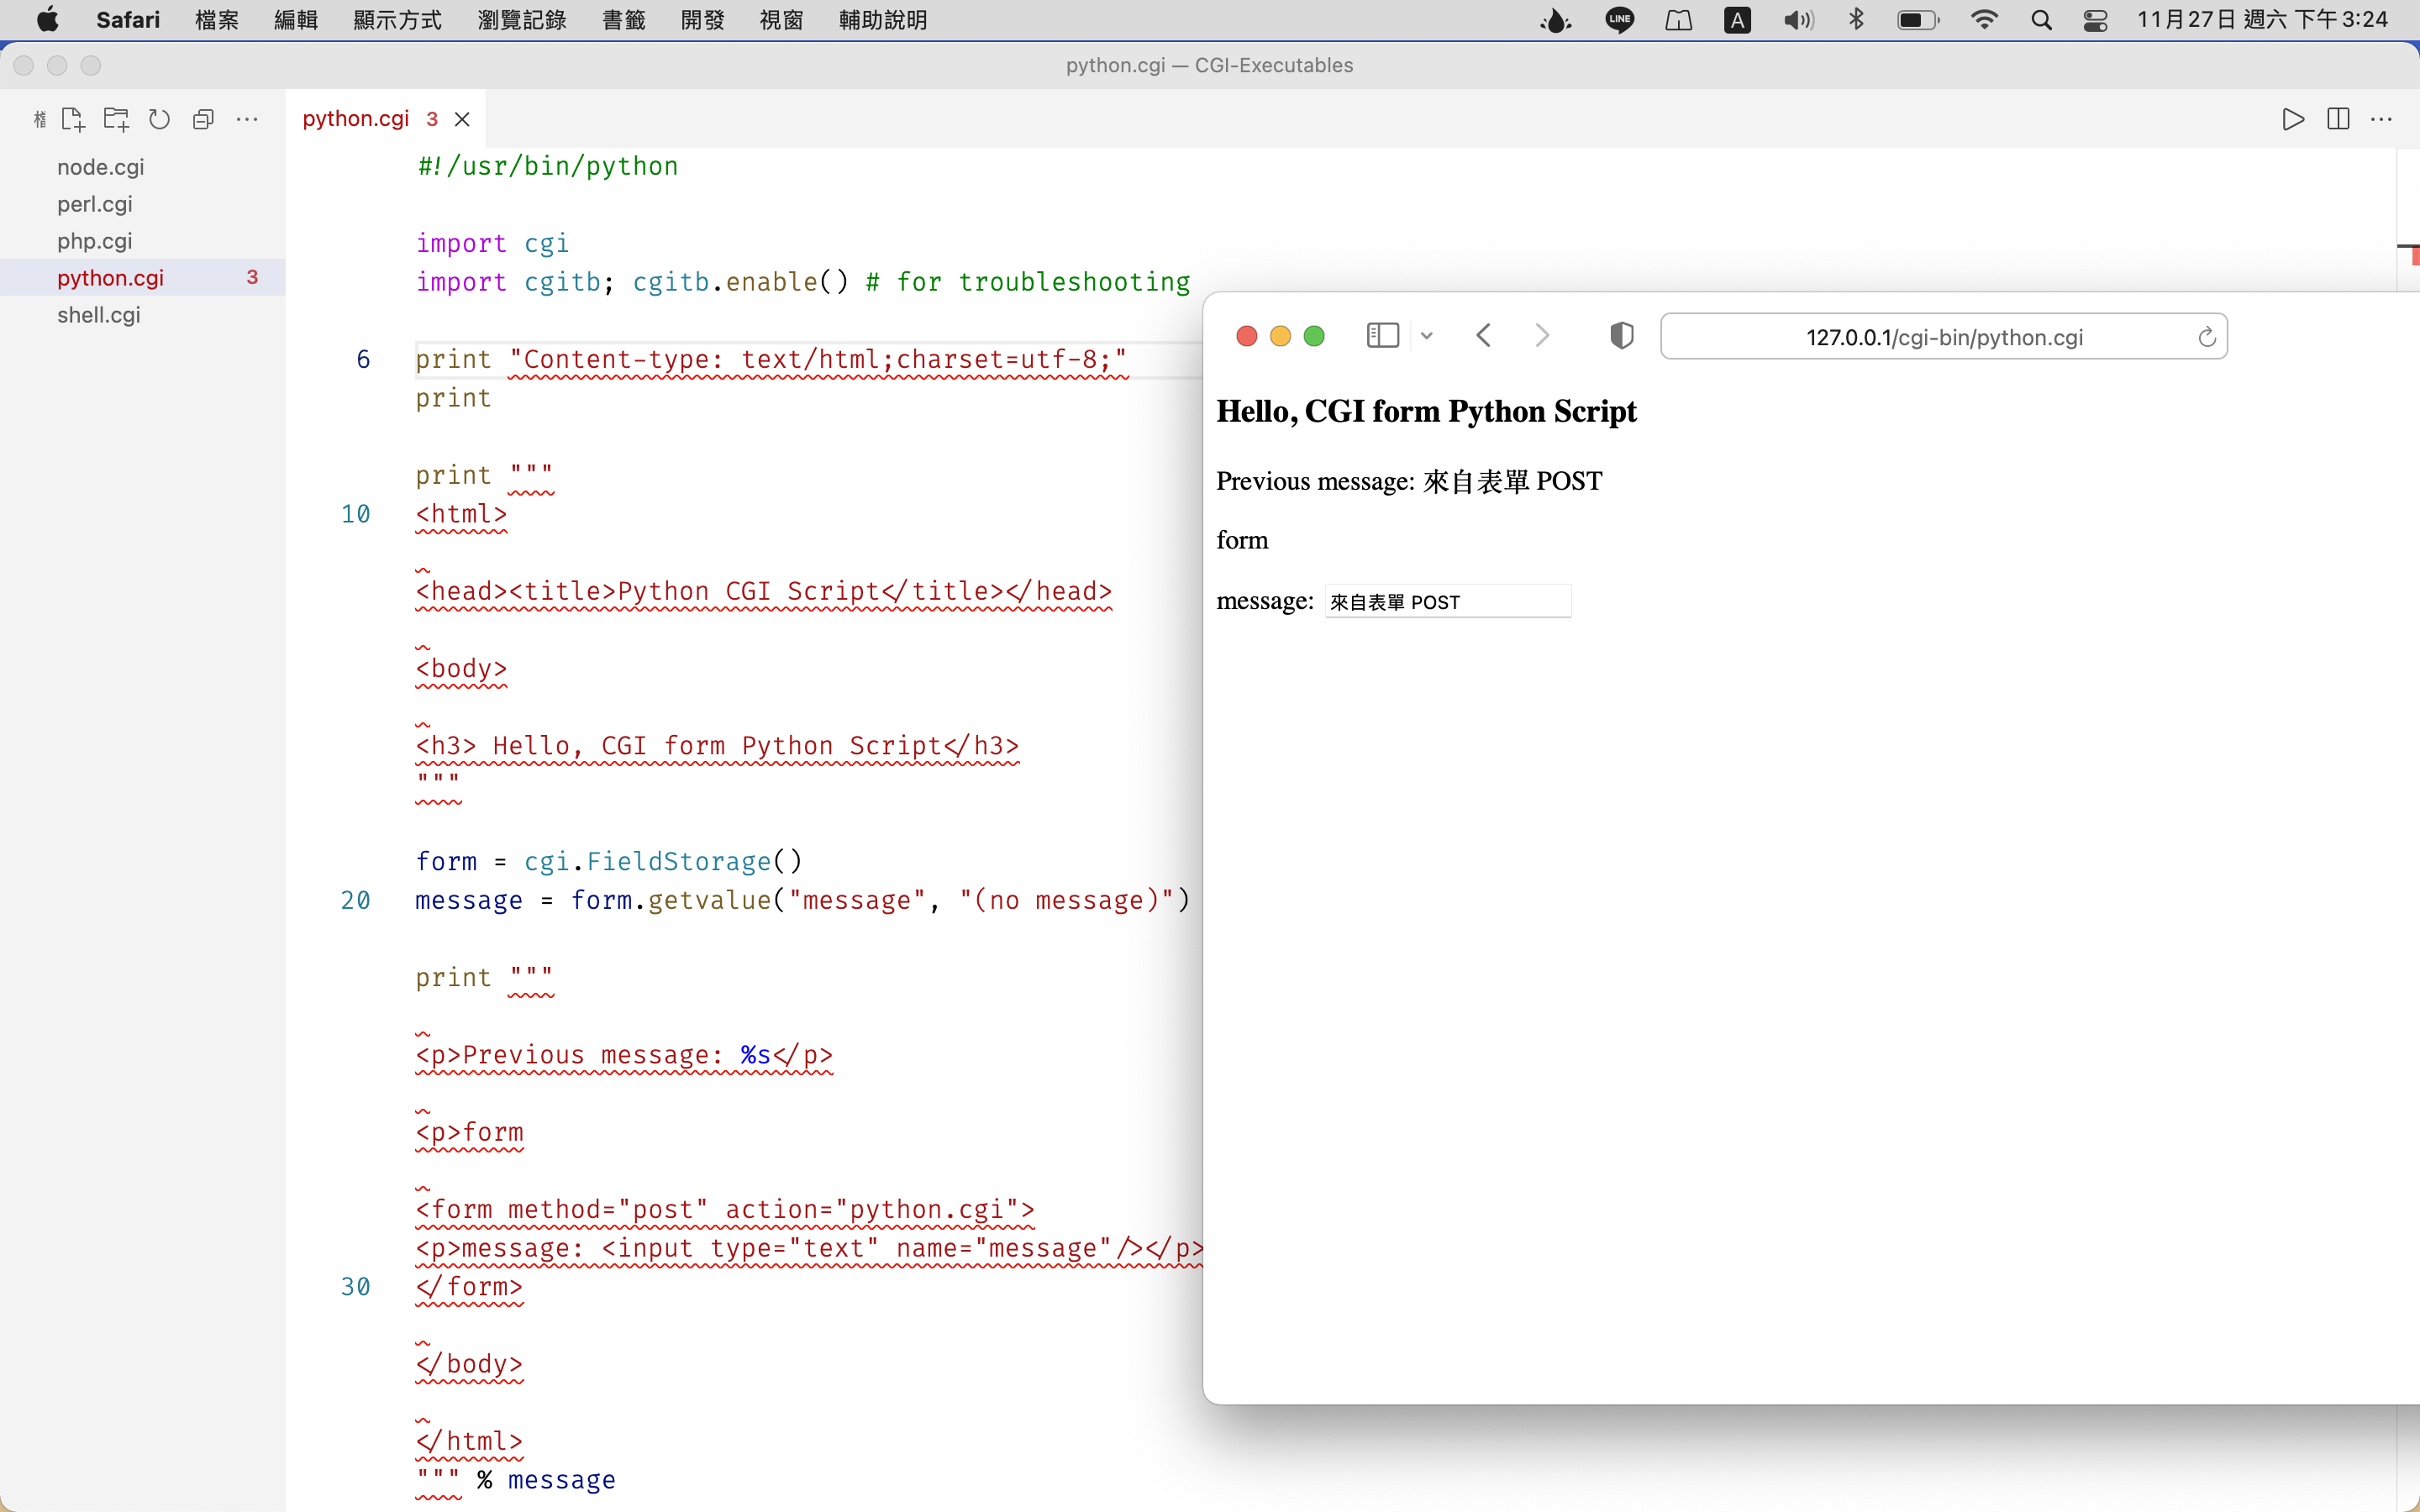 Safari 檔案 編輯 顯示方式 瀏覽記錄 書籤 開發 視窗 輔助說明 LINE A 11月27日 週六 下午3:24
python.cgi — CGI-Executables
檔
python.cgi 3
node.cgi
perl.cgi
php.cgi
python.cgi 3
shell.cgi
#!/usr/bin/python
import cgi
import cgitb; cgitb.enable() # for troubleshooting
6 print "Content-type: text/html;charset=utf-8;"
print
print """
10 <html>
<head><title>Python CGI Script</title></head>
<body>
<h3> Hello, CGI form Python Script</h3>
"""
form = cgi.FieldStorage()
20 message = form.getvalue("message", "(no message)")
print """
<p>Previous message: %s</p>
<p>form
<form method="post" action="python.cgi">
<p>message: <input type="text" name="message"/></p>
30 </form>
</body>
</html>
""" % message
127.0.0.1/cgi-bin/python.cgi
Hello, CGI form Python Script
Previous message: 來自表單 POST
form
message: 來自表單 POST